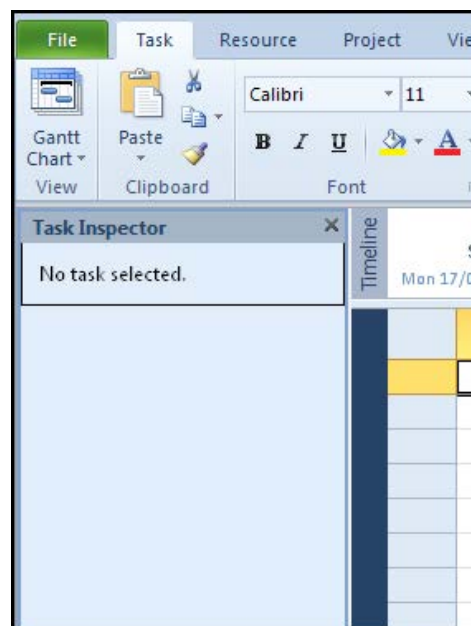 File Task Resource Project Vie
Calibri 11
B I U A
Gantt Chart
Paste
View Clipboard Font
Task Inspector
No task selected.
Timeline
S
Mon 17/0